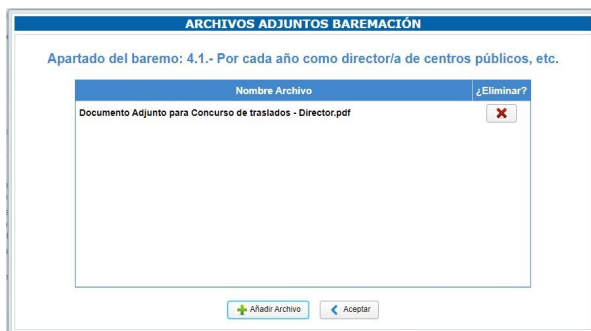 ARCHIVOS ADJUNTOS BAREMACIÓN
Apartado del baremo: 4.1.- Por cada año como director/a de centros públicos, etc.
Nombre Archivo ¿Eliminar?
Documento Adjunto para Concurso de traslados - Director.pdf
Añadir Archivo Aceptar